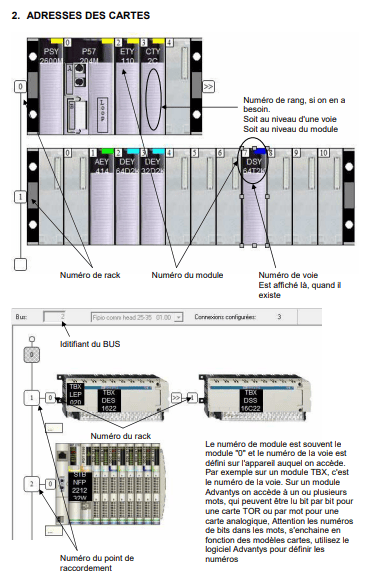 2. ADRESSES DES CARTES
0 2 3 4
PSY P57 ETY CTY
2600M 204M 110 2C
LOOP
0
>>
Numéro de rang, si on en a
besoin.
Soit au niveau d'une voie
Soit au niveau du module
0 1 2 3 4 5 6 7 8 9 10
AEY DEY DEY DSY
414 64D2K 32D2K 64T2K
1
Numéro de rack
Numéro du module
Numéro de voie
Est affiché là, quand il
existe
Bus: 2 Fipio comm head 25-35 01.00 Connexions configurées: 3
Iditifiant du BUS
0
TBX TBX TBX
LEP DES DSS
020 1622 16C22
1 0 >> 1
...
Numéro du rack
STB
NFP
2212
32W
2 0
...
Numéro du point de
raccordement
Le numéro de module est souvent le
module "0" et le numéro de la voie est
défini sur l'appareil auquel on accède.
Par exemple sur un module TBX, c'est
le numéro de la voie. Sur un module
Advantys on accède à un ou plusieurs
mots, qui peuvent être lu bit par bit pour
une carte TOR ou par mot pour une
carte analogique, Attention les numéros
de bits dans les mots, s'enchaine en
fonction des modèles cartes, utilisez le
logiciel Advantys pour définir les
numéros